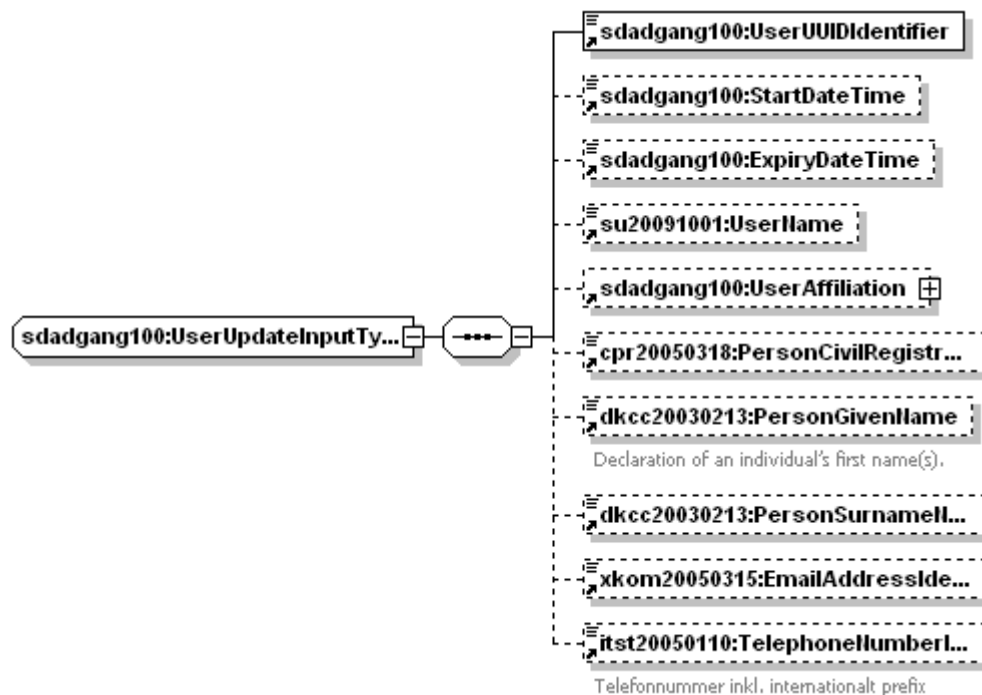 sdadgang100:UserUUIDIdentifier
sdadgang100:StartDateTime
sdadgang100:ExpiryDateTime
su20091001:UserName
sdadgang100:UserAffiliation
sdadgang100:UserUpdateInputTy...
cpr20050318:PersonCivilRegistr...
dkcc20030213:PersonGivenName
Declaration of an individual's first name(s).
dkcc20030213:PersonSurnameN...
xkom20050315:EmailAddressIde...
itst20050110:TelephoneNumberI...
Telefonnummer inkl. internationalt prefix